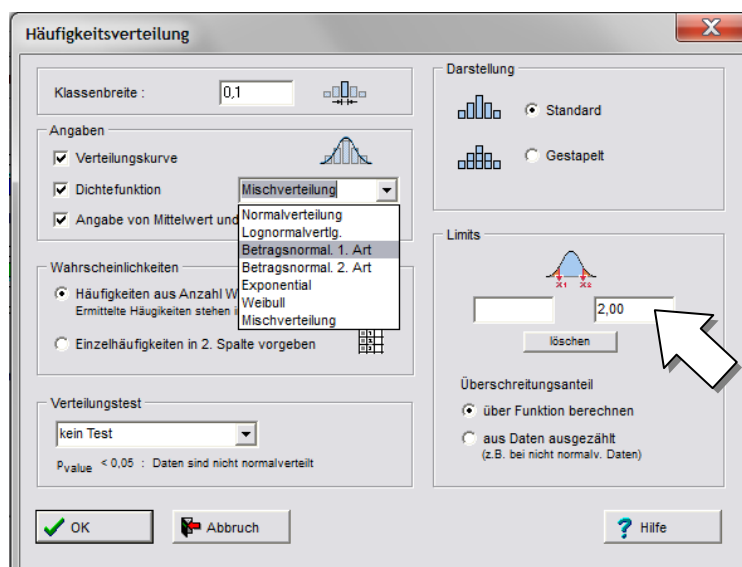 Häufigkeitsverteilung
Klassenbreite :
0,1
Angaben
Verteilungskurve
Dichtefunktion
Mischverteilung
Angabe von Mittelwert und
Normalverteilung
Lognormalvertlg.
Betragsnormal. 1. Art
Betragsnormal. 2. Art
Exponential
Weibull
Mischverteilung
Wahrscheinlichkeiten
Häufigkeiten aus Anzahl W
Ermittelte Häugikeiten stehen i
Einzelhäufigkeiten in 2. Spalte vorgeben
Verteilungstest
kein Test
Pvalue < 0,05 : Daten sind nicht normalverteilt
Darstellung
Standard
Gestapelt
Limits
X1 X2
2,00
löschen
Überschreitungsanteil
über Funktion berechnen
aus Daten ausgezählt
(z.B. bei nicht normalv. Daten)
OK
Abbruch
? Hilfe